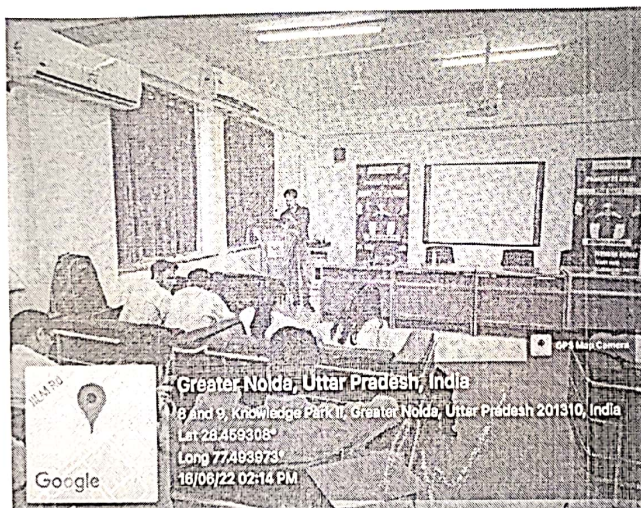 GPS Map Camera
Greater Noida, Uttar Pradesh, India
8 and 9, Knowledge Park II, Greater Noida, Uttar Pradesh 201310, India
Lat 28.459308°
Long 77.493973°
16/06/22 02:14 PM
Google